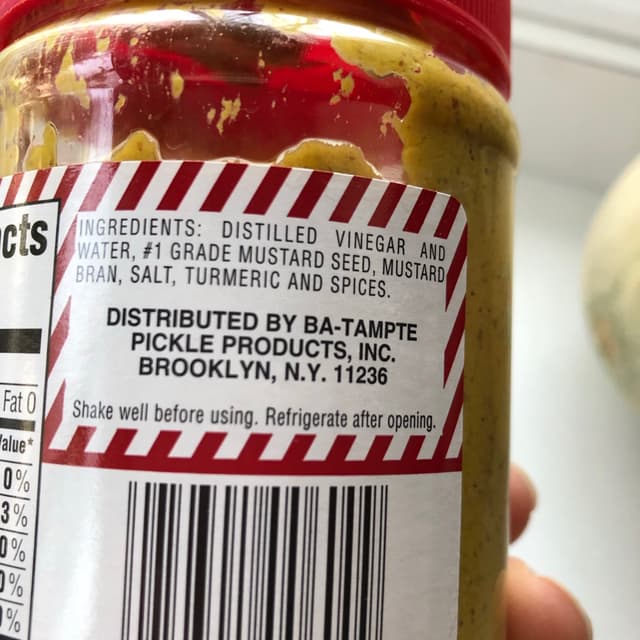 cts
INGREDIENTS: DISTILLED VINEGAR AND
WATER, #1 GRADE MUSTARD SEED, MUSTARD
BRAN, SALT, TURMERIC AND SPICES.
DISTRIBUTED BY BA-TAMPTE
PICKLE PRODUCTS, INC.
BROOKLYN, N.Y. 11236
Shake well before using. Refrigerate after opening.
Fat 0
Value*
0%
3%
0%
0%
%